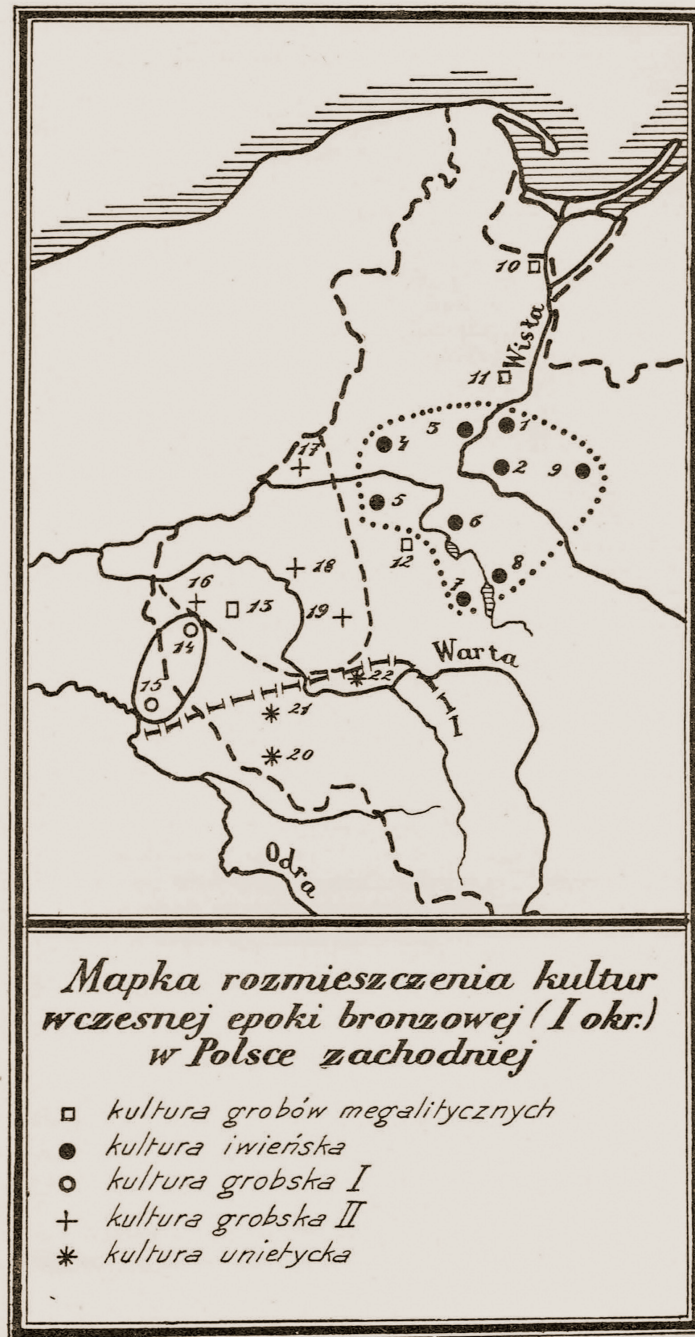 10
Wisła
11
1
3
4
2
9
17
5
6
12
18
8
16
13
7
19
14
Warta
22
15
21
20
Odra
Mapka rozmieszczenia kultur
wczesnej epoki bronzowej (I okr.)
w Polsce zachodniej
kultura grobów megalitycznych
kultura iwieńska
kultura grobska I
kultura grobska II
kultura unietycka